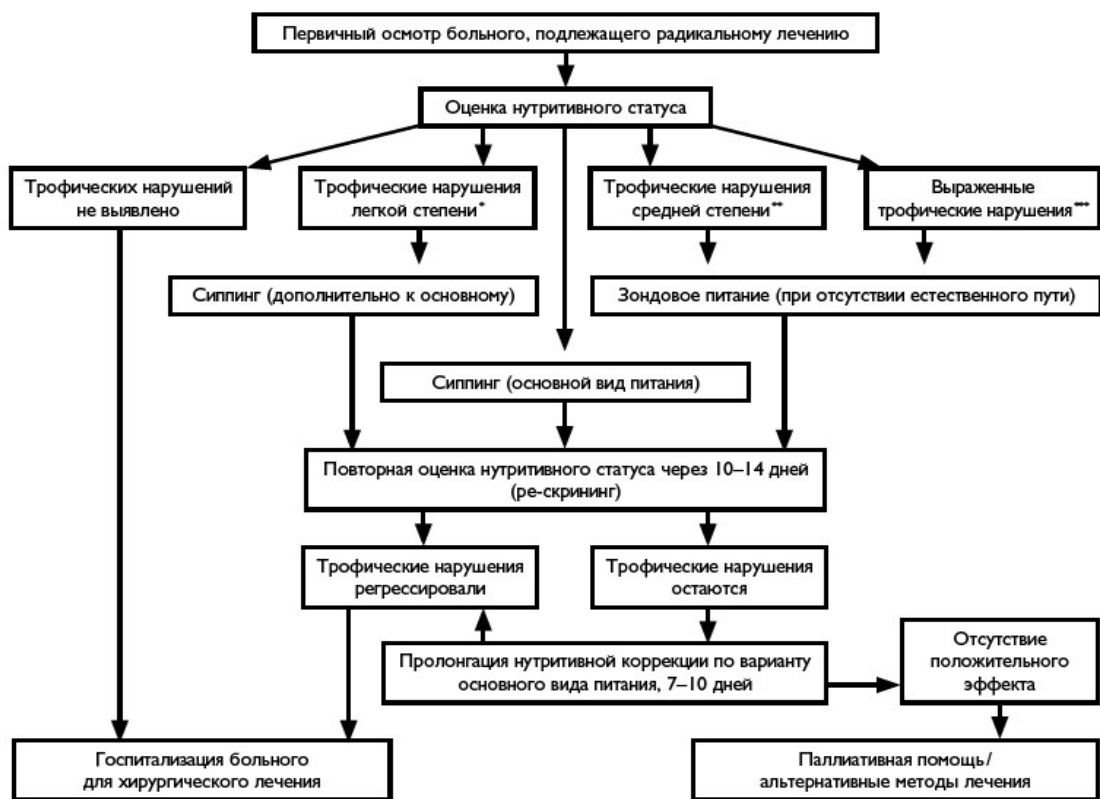 Первичный осмотр больного, подлежащего радикальному лечению
Оценка нутритивного статуса
Трофических нарушений
не выявлено
Трофические нарушения
легкой степени*
Трофические нарушения
средней степени**
Выраженные
трофические нарушения***
Сиппинг (дополнительно к основному)
Зондовое питание (при отсутствии естественного пути)
Сиппинг (основной вид питания)
Повторная оценка нутритивного статуса через 10–14 дней
(ре-скрининг)
Трофические нарушения
регрессировали
Трофические нарушения
остаются
Пролонгация нутритивной коррекции по варианту
основного вида питания, 7–10 дней
Отсутствие
положительного
эффекта
Госпитализация больного
для хирургического лечения
Паллиативная помощь/
альтернативные методы лечения